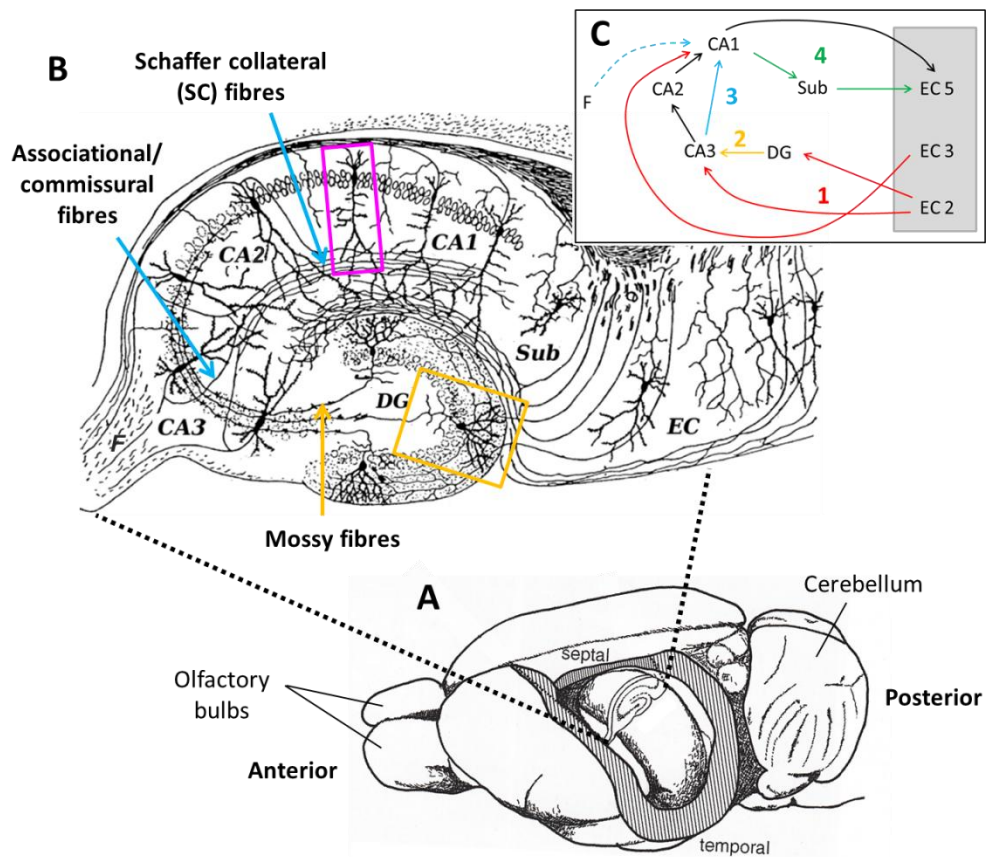 B
Schaffer collateral
(SC) fibres
Associational/
commissural
fibres
CA2
CA1
CA3
F
DG
Sub
EC
Mossy fibres
C
CA1
4
F
CA2
3
Sub
EC 5
2
CA3
DG
EC 3
1
EC 2
A
Cerebellum
septal
Olfactory
bulbs
Posterior
Anterior
temporal